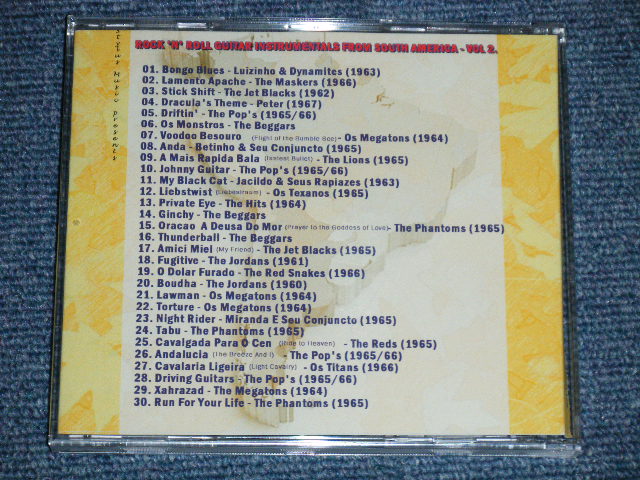 ROCK 'N' ROLL GUITAR INSTRUMENTALS FROM SOUTH AMERICA - VOL 2.
Stylus Music presents
01. Bongo Blues - Luizinho & Dynamites (1963)
02. Lamento Apache - The Maskers (1966)
03. Stick Shift - The Jet Blacks (1962)
04. Dracula's Theme - Peter (1967)
05. Driftin' - The Pop's (1965/66)
06. Os Monstros - The Beggars
07. Voodoo Besouro (Flight of the Bumble Bee) - Os Megatons (1964)
08. Anda - Betinho & Seu Conjuncto (1965)
09. A Mais Rapida Bala (fastest Bullet) - The Lions (1965)
10. Johnny Guitar - The Pop's (1965/66)
11. My Black Cat - Jacildo & Seus Rapiazes (1963)
12. Liebstwist (Liebestraum) - Os Texanos (1965)
13. Private Eye - The Hits (1964)
14. Ginchy - The Beggars
15. Oracao A Deusa Do Mor (Prayer to the Goddess of Love) - The Phantoms (1965)
16. Thunderball - The Beggars
17. Amici Miei (My Friend) - The Jet Blacks (1965)
18. Fugitive - The Jordans (1961)
19. O Dolar Furado - The Red Snakes (1966)
20. Boudha - The Jordans (1960)
21. Lawman - Os Megatons (1964)
22. Torture - Os Megatons (1964)
23. Night Rider - Miranda E Seu Conjuncto (1965)
24. Tabu - The Phantoms (1965)
25. Cavalgada Para O Cen (Ride to Heaven) - The Reds (1965)
26. Andalucia (The Breeze And I) - The Pop's (1965/66)
27. Cavalaria Ligeira (Light Cavalry) - Os Titans (1966)
28. Driving Guitars - The Pop's (1965/66)
29. Xahrazad - The Megatons (1964)
30. Run For Your Life - The Phantoms (1965)